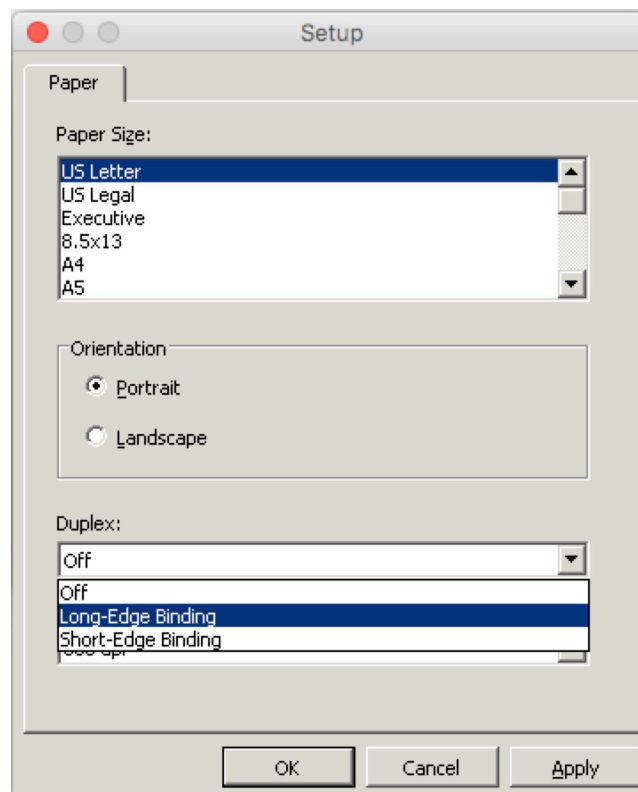 Setup
Paper
Paper Size:
US Letter
US Legal
Executive
8.5x13
A4
A5
Orientation
Portrait
Landscape
Duplex:
Off
Off
Long-Edge Binding
Short-Edge Binding
OK
Cancel
Apply